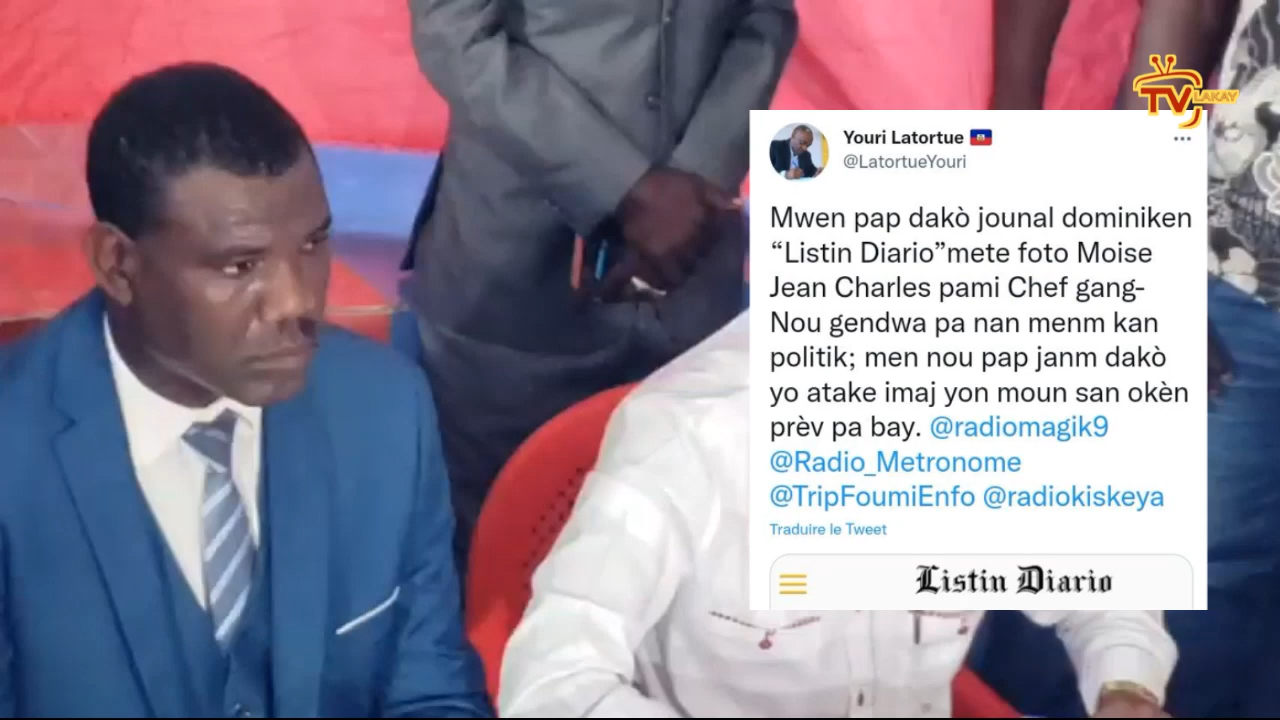 TV LAKAY
Youri Latortue
@LatortueYouri
Mwen pap dakò jounal dominiken
“Listin Diario”mete foto Moise
Jean Charles pami Chef gang-
Nou gendwa pa nan menm kan
politik; men nou pap janm dakò
yo atake imaj yon moun san okèn
prèv pa bay. @radiomagik9
@Radio_Metronome
@TripFoumiEnfo @radiokiskeya
Traduire le Tweet
Listin Diario